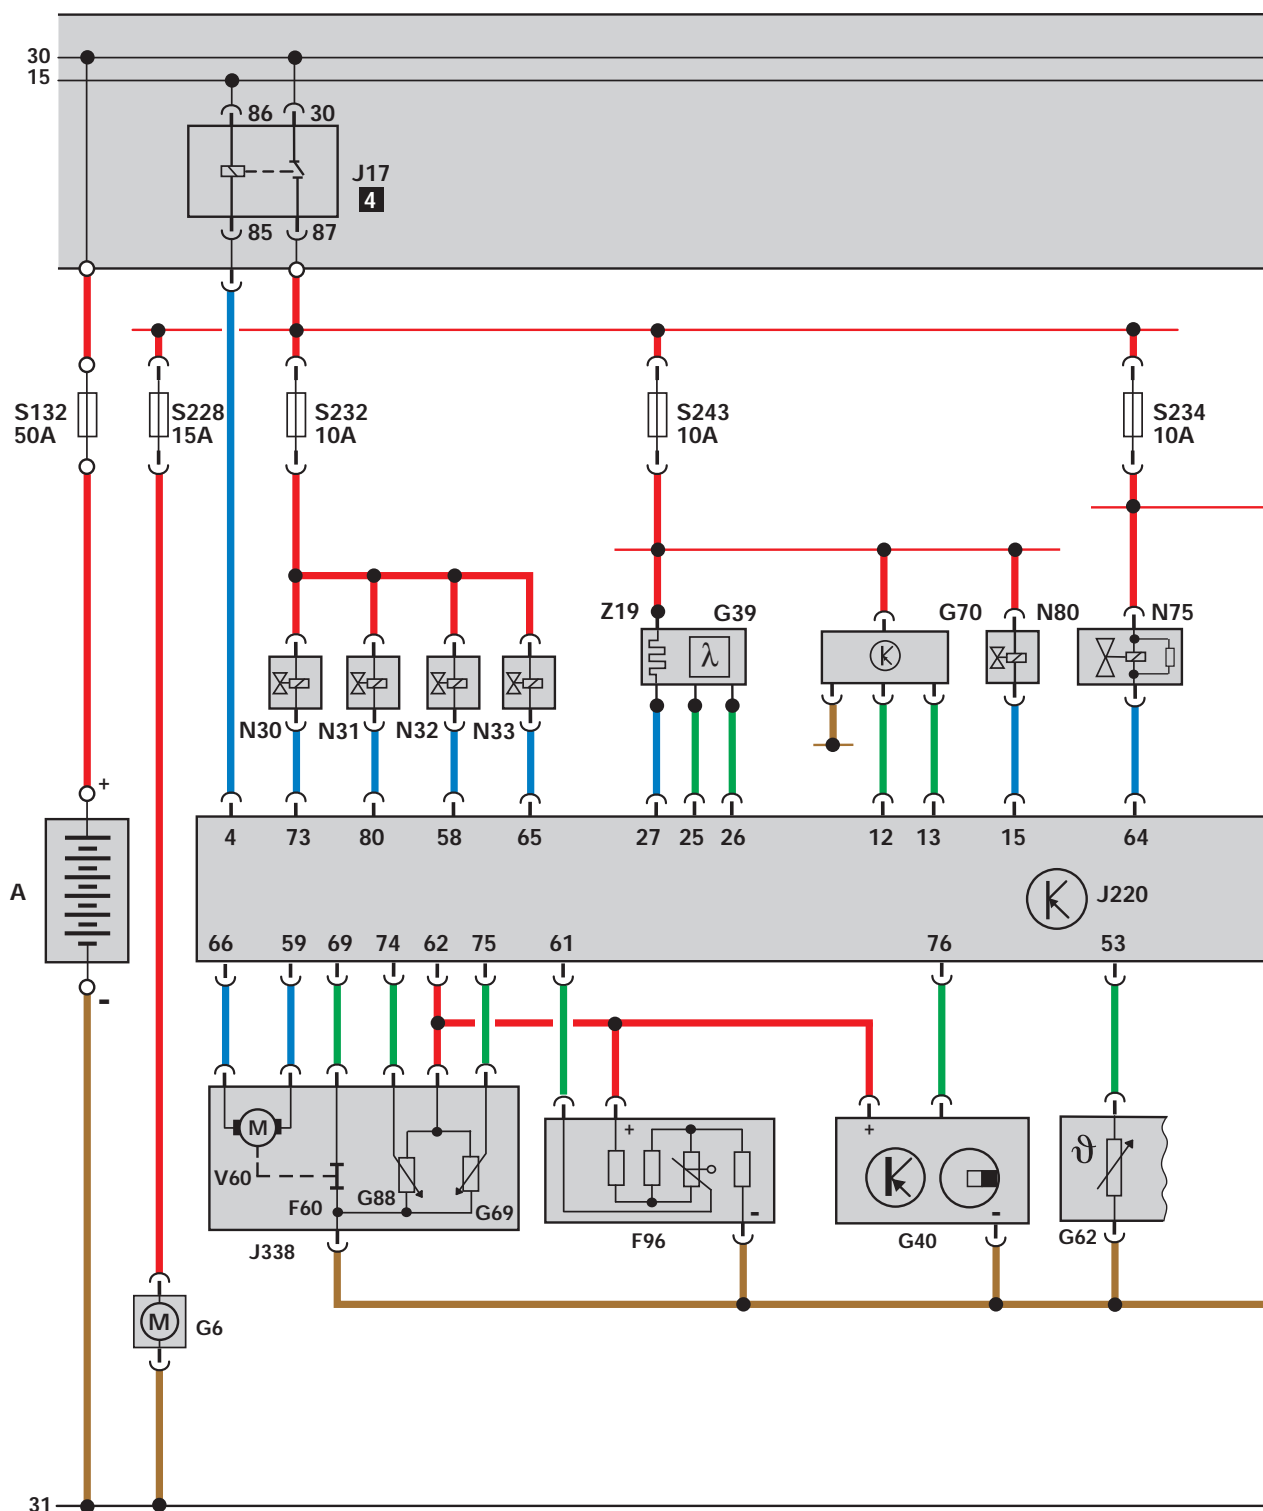 30
15
86 30
J17
4
85 87
S132
50A
S228
15A
S232
10A
S243
10A
S234
10A
Z19 G39 G70 N80 N75
λ
N30 N31 N32 N33
+
4 73 80 58 65 27 25 26 12 13 15 64
A
J220
66 59 69 74 62 75 61 76 53
-
M
V60
F60
G88
G69
J338
+
-
F96
+
-
G40
ϑ
G62
M
G6
31